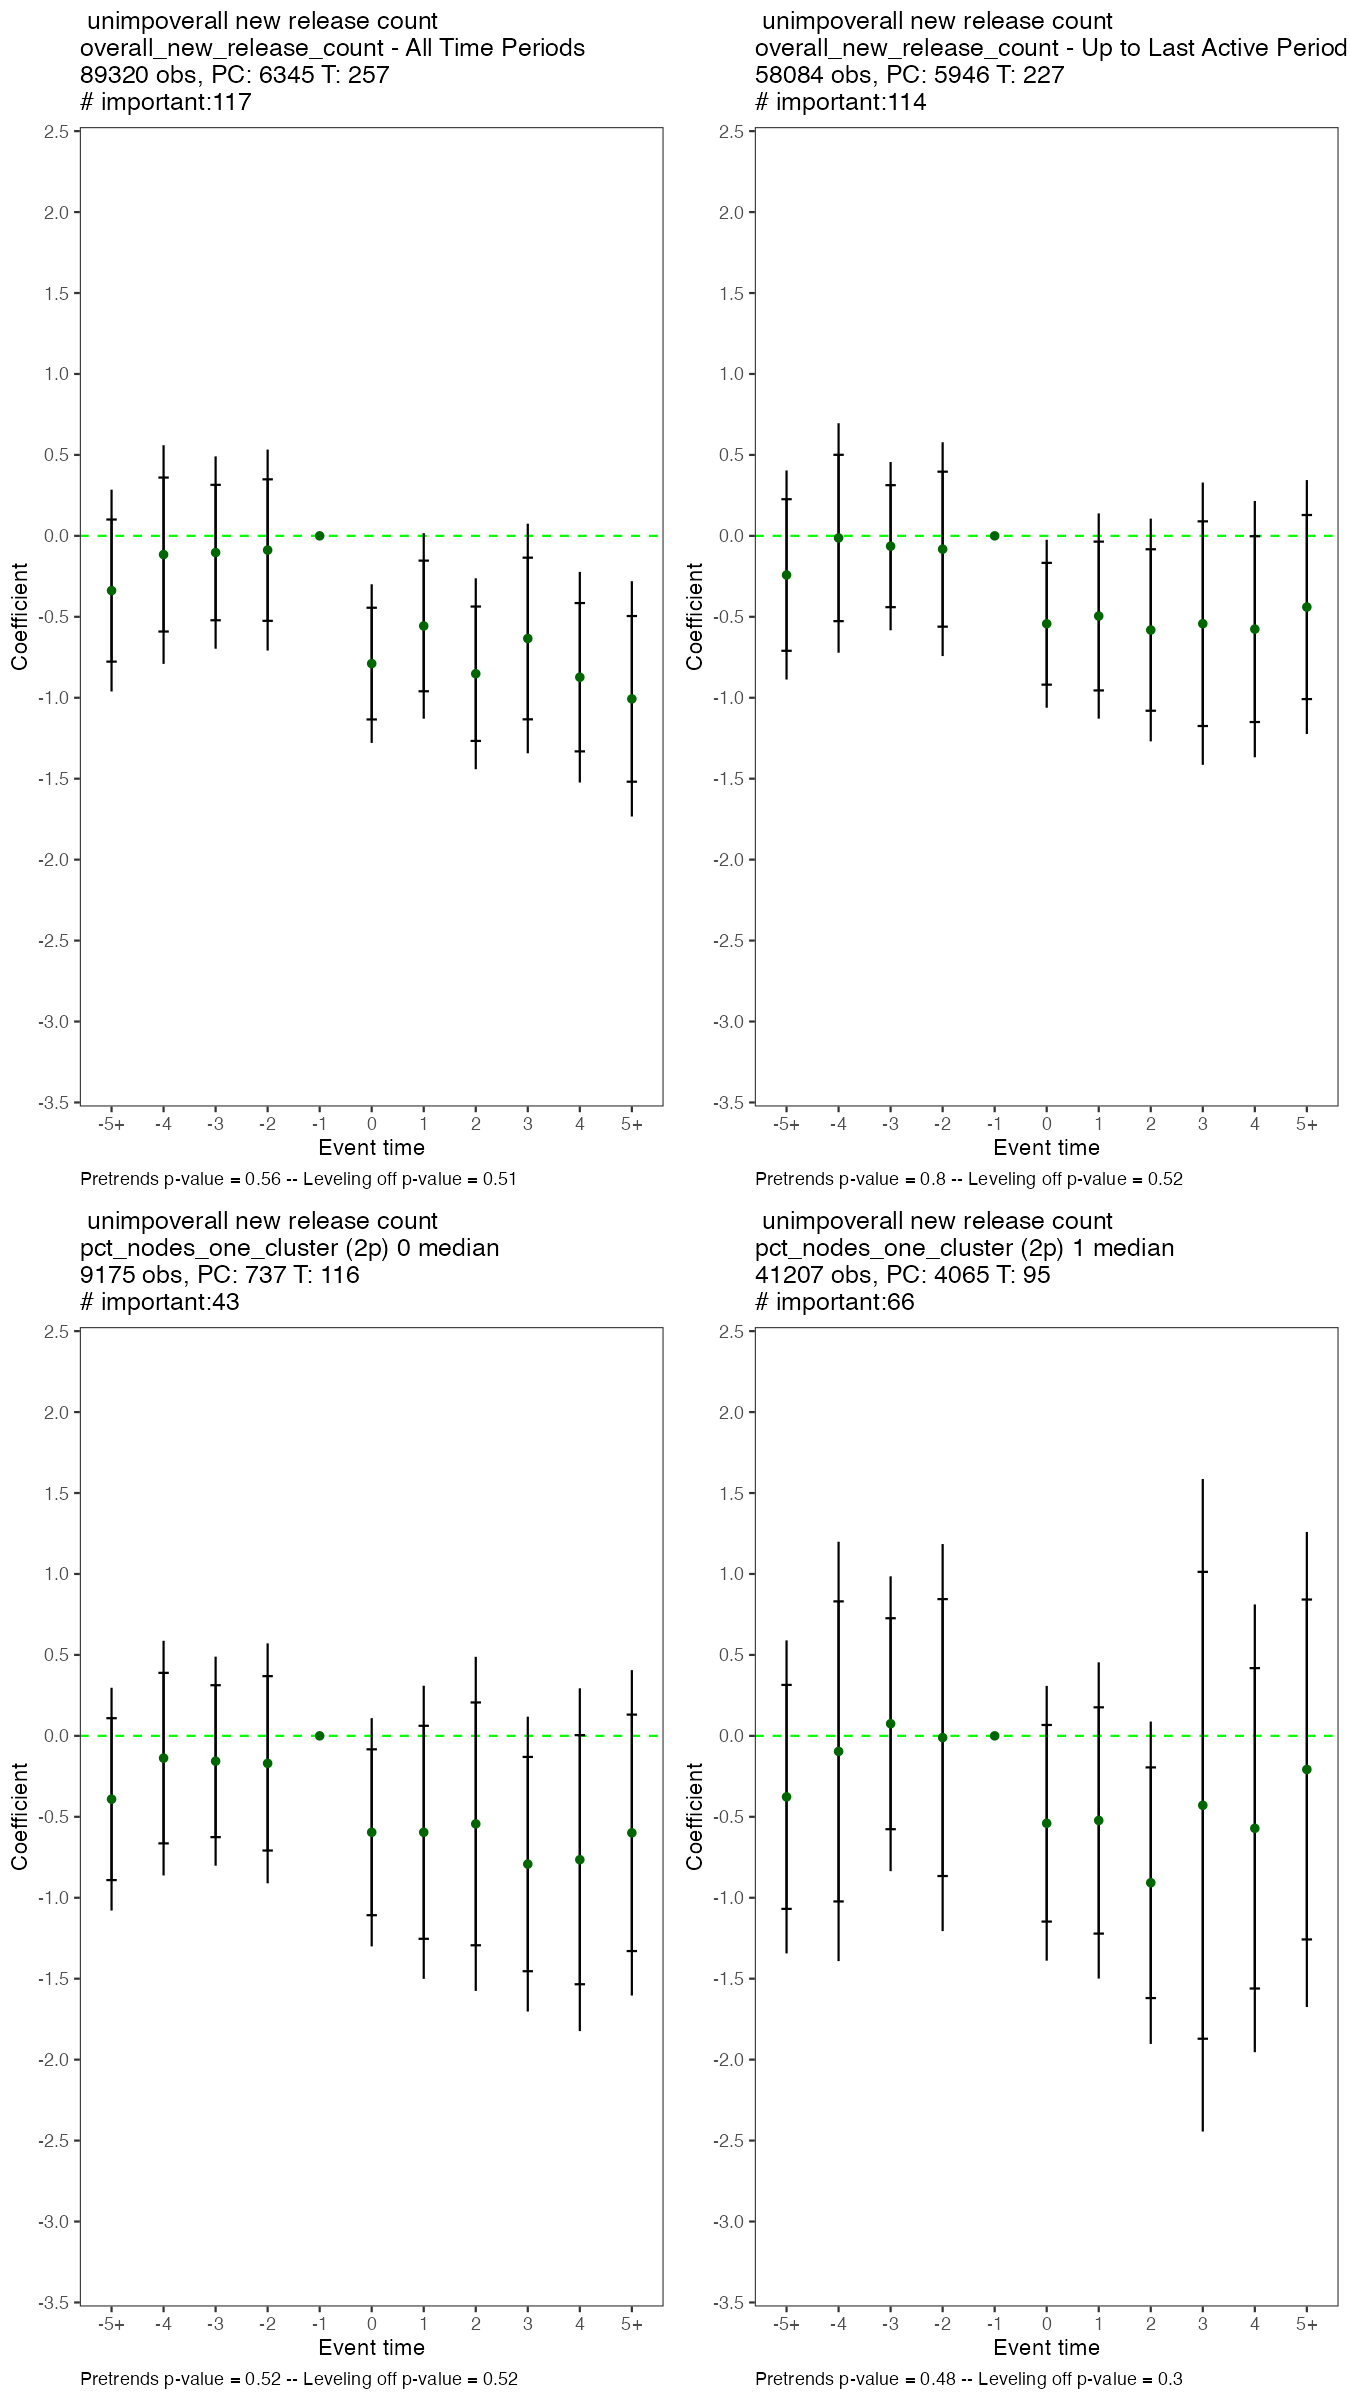 unimpoverall new release count
overall_new_release_count - All Time Periods
89320 obs, PC: 6345 T: 257
# important:117
2.5
2.0
1.5
1.0
0.5
0.0
-0.5
-1.0
-1.5
-2.0
-2.5
-3.0
-3.5
Coefficient
-5+ -4 -3 -2 -1 0 1 2 3 4 5+
Event time
Pretrends p-value = 0.56 -- Leveling off p-value = 0.51
unimpoverall new release count
overall_new_release_count - Up to Last Active Period
58084 obs, PC: 5946 T: 227
# important:114
2.5
2.0
1.5
1.0
0.5
0.0
-0.5
-1.0
-1.5
-2.0
-2.5
-3.0
-3.5
Coefficient
-5+ -4 -3 -2 -1 0 1 2 3 4 5+
Event time
Pretrends p-value = 0.8 -- Leveling off p-value = 0.52
unimpoverall new release count
pct_nodes_one_cluster (2p) 0 median
9175 obs, PC: 737 T: 116
# important:43
2.5
2.0
1.5
1.0
0.5
0.0
-0.5
-1.0
-1.5
-2.0
-2.5
-3.0
-3.5
Coefficient
-5+ -4 -3 -2 -1 0 1 2 3 4 5+
Event time
Pretrends p-value = 0.52 -- Leveling off p-value = 0.52
unimpoverall new release count
pct_nodes_one_cluster (2p) 1 median
41207 obs, PC: 4065 T: 95
# important:66
2.5
2.0
1.5
1.0
0.5
0.0
-0.5
-1.0
-1.5
-2.0
-2.5
-3.0
-3.5
Coefficient
-5+ -4 -3 -2 -1 0 1 2 3 4 5+
Event time
Pretrends p-value = 0.48 -- Leveling off p-value = 0.3